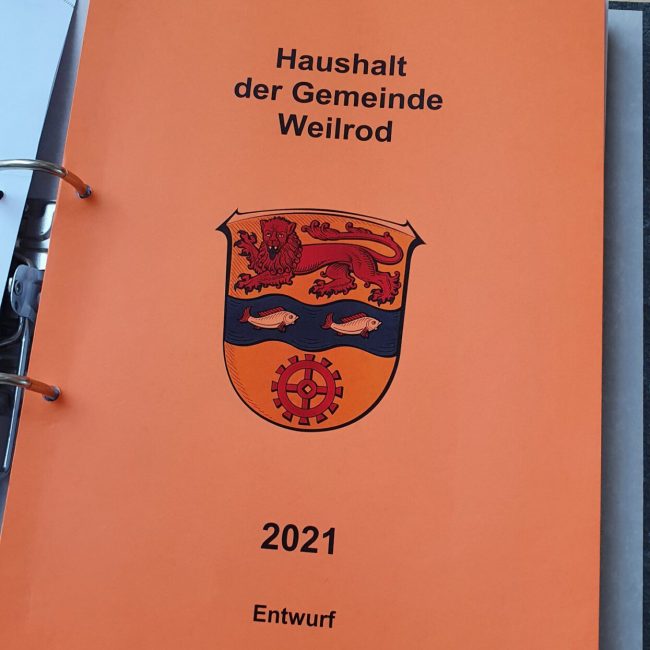 Haushalt
der Gemeinde
Weilrod
2021
Entwurf